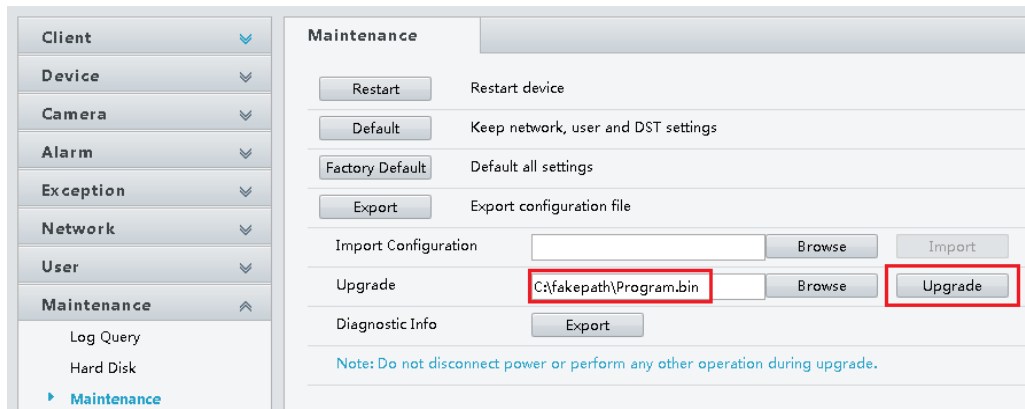 Client
Device
Camera
Alarm
Exception
Network
User
Maintenance
Log Query
Hard Disk
Maintenance
Maintenance
Restart Restart device
Default Keep network, user and DST settings
Factory Default Default all settings
Export Export configuration file
Import Configuration Browse Import
Upgrade C:\fakepath\Program.bin Browse Upgrade
Diagnostic Info Export
Note: Do not disconnect power or perform any other operation during upgrade.